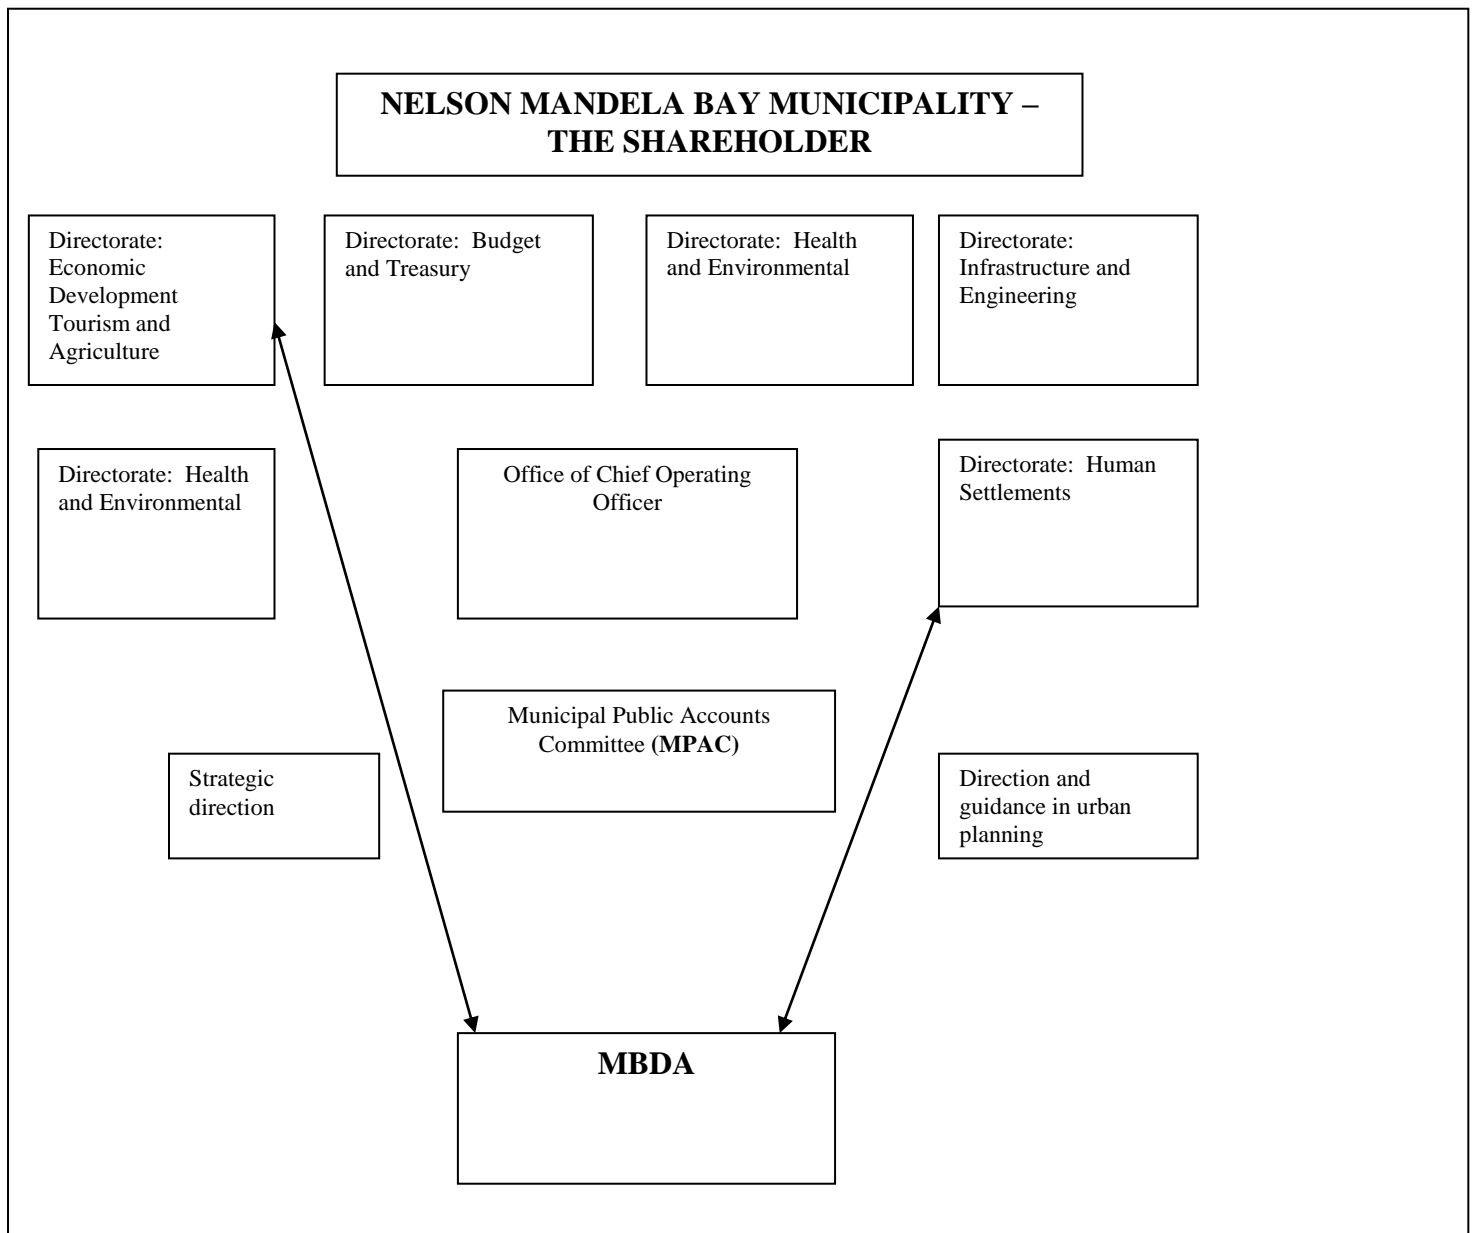 NELSON MANDELA BAY MUNICIPALITY –
THE SHAREHOLDER
Directorate:
Economic
Development
Tourism and
Agriculture
Directorate: Budget
and Treasury
Directorate: Health
and Environmental
Directorate:
Infrastructure and
Engineering
Directorate: Health
and Environmental
Office of Chief Operating
Officer
Directorate: Human
Settlements
Municipal Public Accounts
Committee (MPAC)
Strategic
direction
Direction and
guidance in urban
planning
MBDA